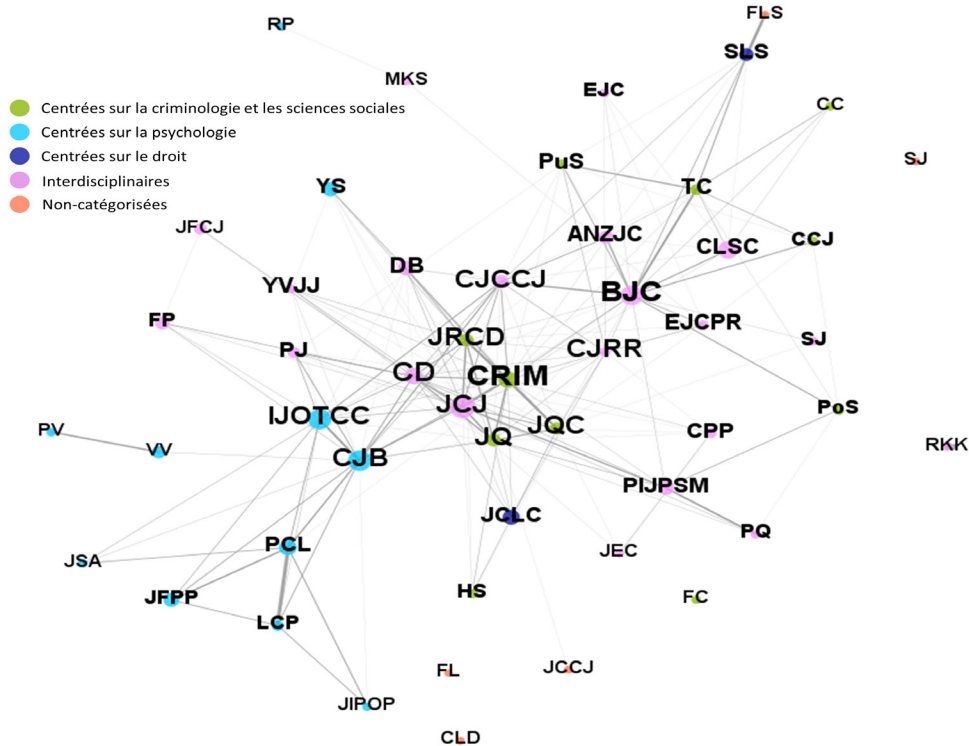 RP
FLS
SLS
MKS
EJC
CC
Centrées sur la criminologie et les sciences sociales
Centrées sur la psychologie
Centrées sur le droit
Interdisciplinaires
Non-catégorisées
PuS
SJ
YS
TC
JFCJ
ANZJC
CLSC
CCJ
DB
CJCCJ
YVJJ
BJC
FP
EJCPR
JRCD
SJ
PJ
CJRR
CD
CRIM
JCJ
PoS
IJOTCC
JQC
JQ
CPP
PV
VV
RKK
CJB
PIJPSM
JCLC
PQ
PCL
JEC
JSA
JFPP
HS
FC
LCP
FL
JCCJ
JIPOP
CLD